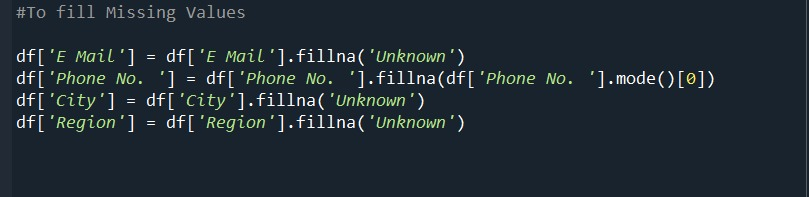 #To fill Missing Values
df['E Mail'] = df['E Mail'].fillna('Unknown')
df['Phone No. '] = df['Phone No. '].fillna(df['Phone No. '].mode()[0])
df['City'] = df['City'].fillna('Unknown')
df['Region'] = df['Region'].fillna('Unknown')